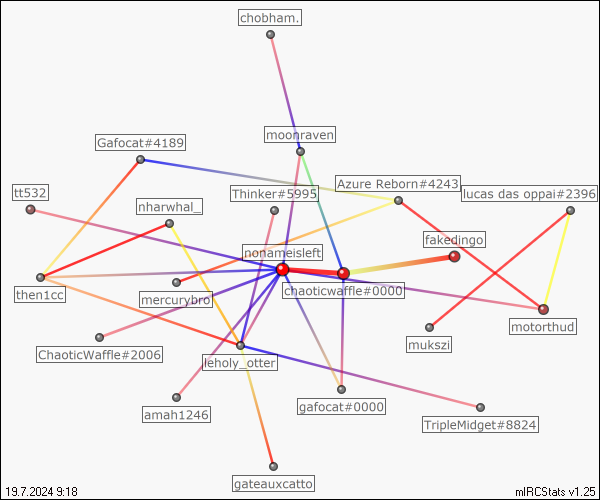 chobham.
moonraven
Gafocat#4189
Azure Reborn#4243
tt532
Thinker#5995
lucas das oppai#2396
nharwhal_
fakedingo
nonameisleft
then1cc
mercurybro
chaoticwaffle#0000
motorthud
mukszi
ChaoticWaffle#2006
leholy_otter
amah1246
gafocat#0000
TripleMidget#8824
gateauxcatto
19.7.2024 9:18
mIRCStats v1.25